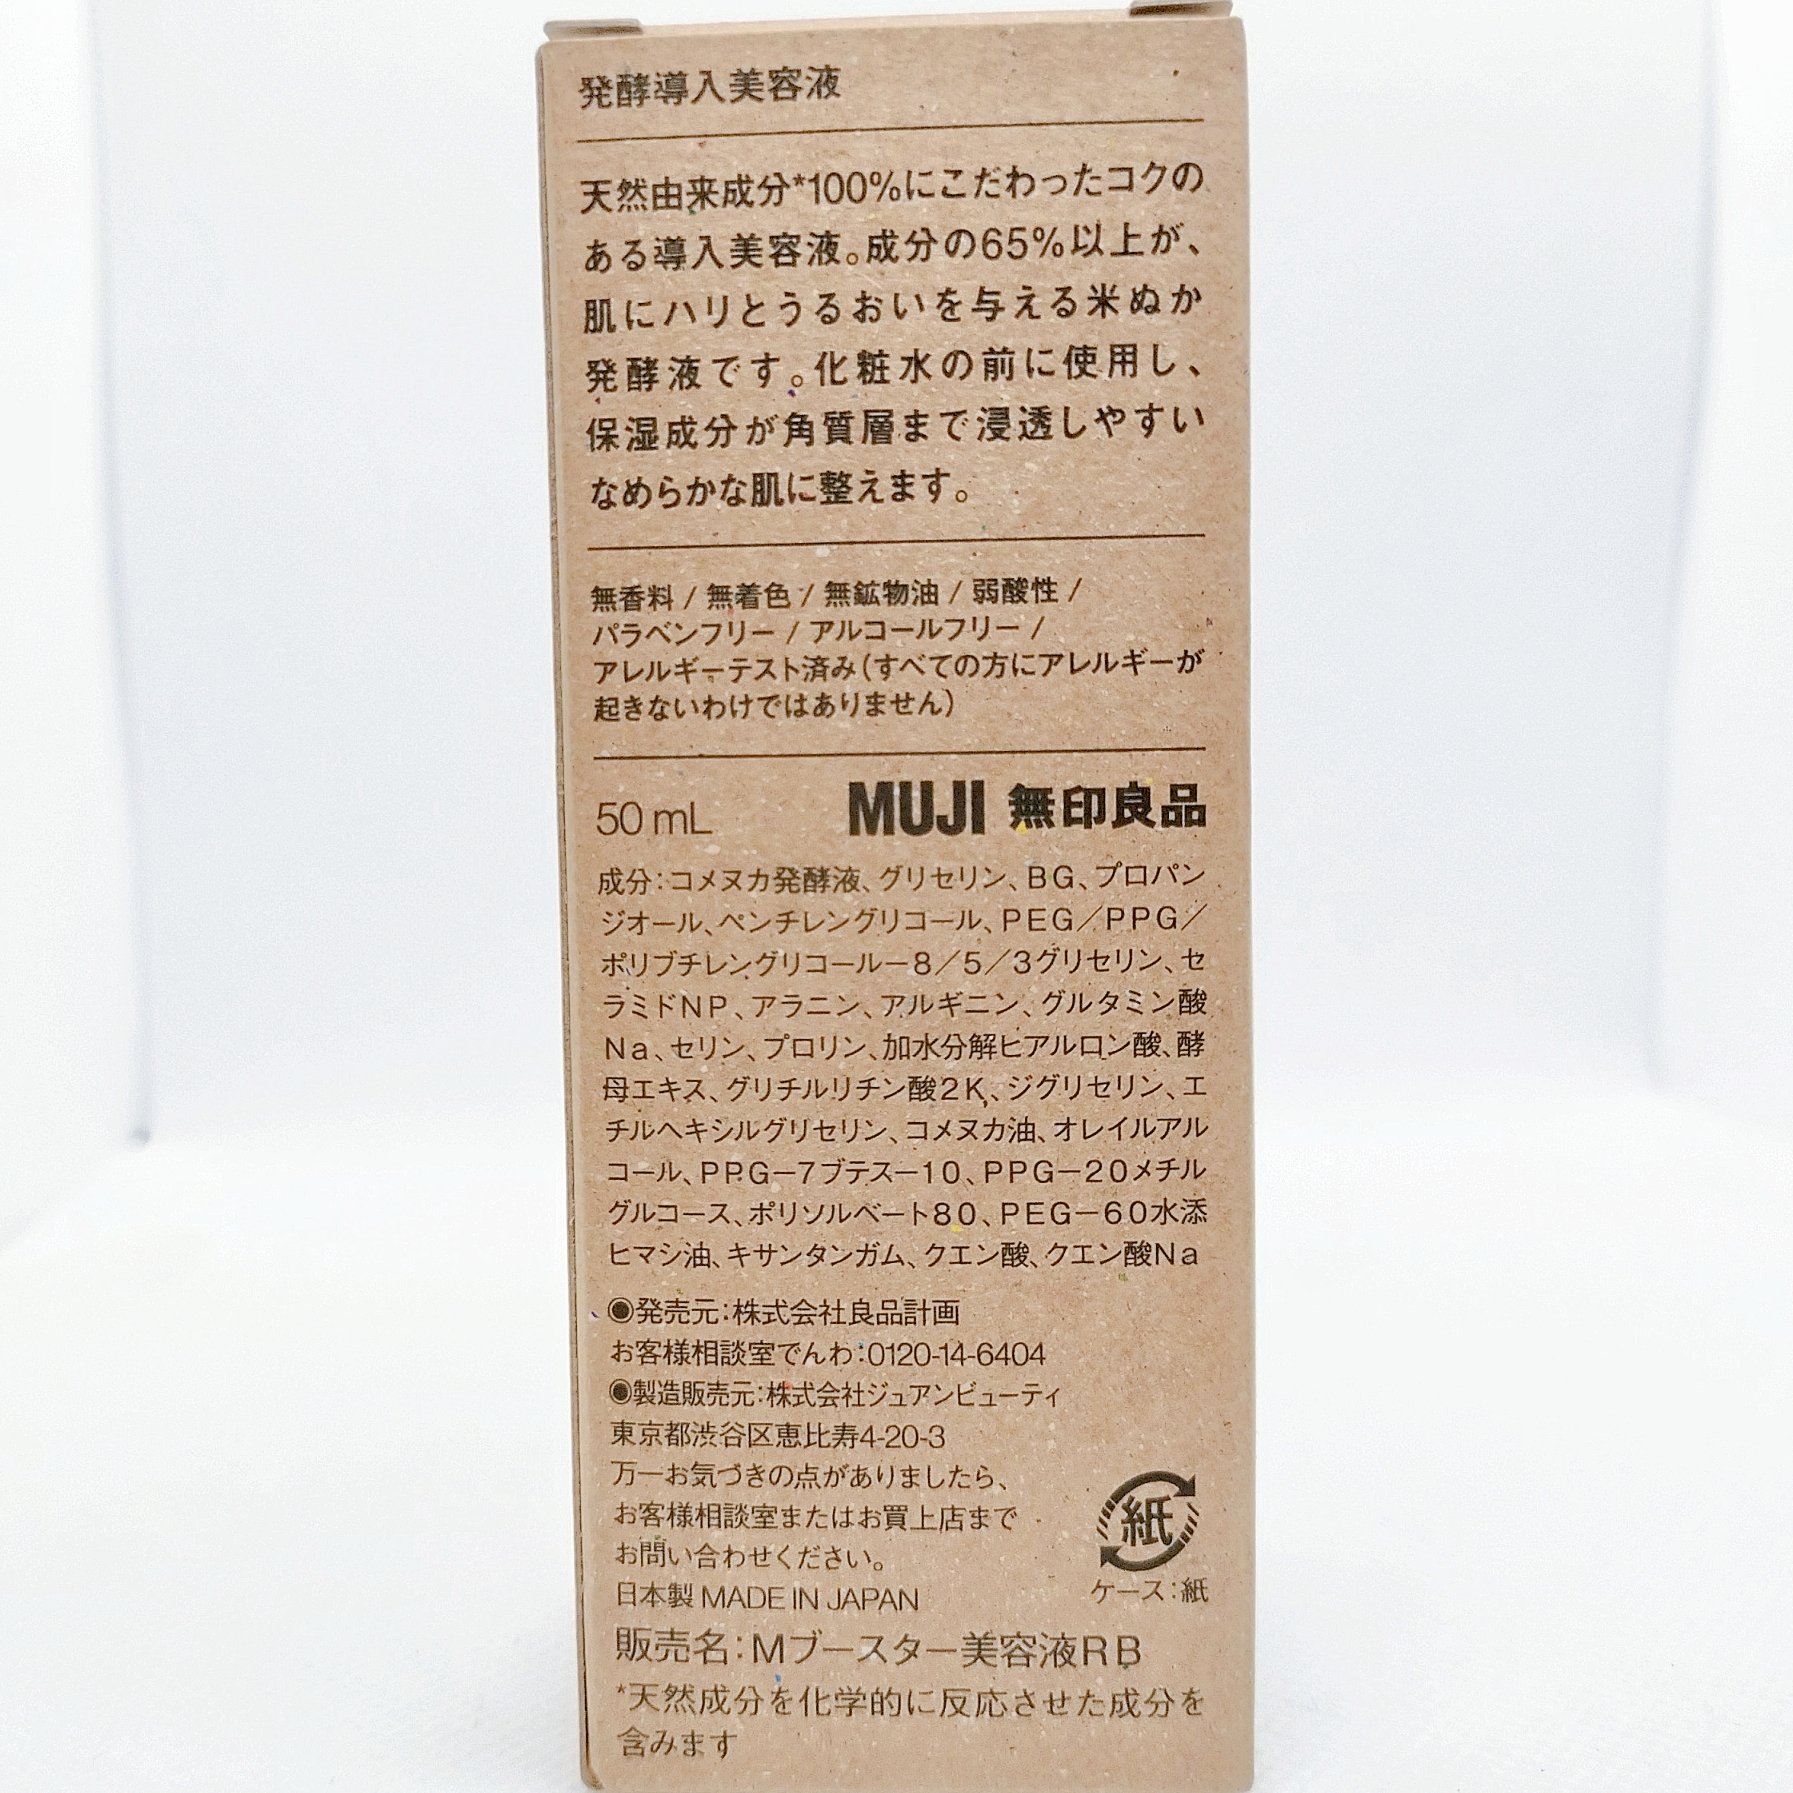 発酵導入美容液
天然由来成分*100%にこだわったコクの
ある導入美容液。成分の65%以上が、
肌にハリとうるおいを与える米ぬか
発酵液です。化粧水の前に使用し、
保湿成分が角質層まで浸透しやすい
なめらかな肌に整えます。
無香料 / 無着色 / 無鉱物油 / 弱酸性 /
パラベンフリー / アルコールフリー /
アレルギーテスト済み(すべての方にアレルギーが
起きないわけではありません)
50 mL MUJI 無印良品
成分:コメヌカ発酵液、グリセリン、BG、プロパン
ジオール、ペンチレングリコール、PEG/PPG/
ポリブチレングリコール-8/5/3グリセリン、セ
ラミドNP、アラニン、アルギニン、グルタミン酸
Na、セリン、プロリン、加水分解ヒアルロン酸、酵
母エキス、グリチルリチン酸2K、ジグリセリン、エ
チルヘキシルグリセリン、コメヌカ油、オレイルアル
コール、PPG-7ブテス-10、PPG-20メチル
グルコース、ポリソルベート80、PEG-60水添
ヒマシ油、キサンタンガム、クエン酸、クエン酸Na
◉発売元:株式会社良品計画
お客様相談室でんわ:0120-14-6404
◉製造販売元:株式会社ジュアンビューティ
東京都渋谷区恵比寿4-20-3
万一お気づきの点がありましたら、
お客様相談室またはお買上店まで
お問い合わせください。
日本製 MADE IN JAPAN
紙
ケース:紙
販売名:Mブースター美容液RB
*天然成分を化学的に反応させた成分を
含みます